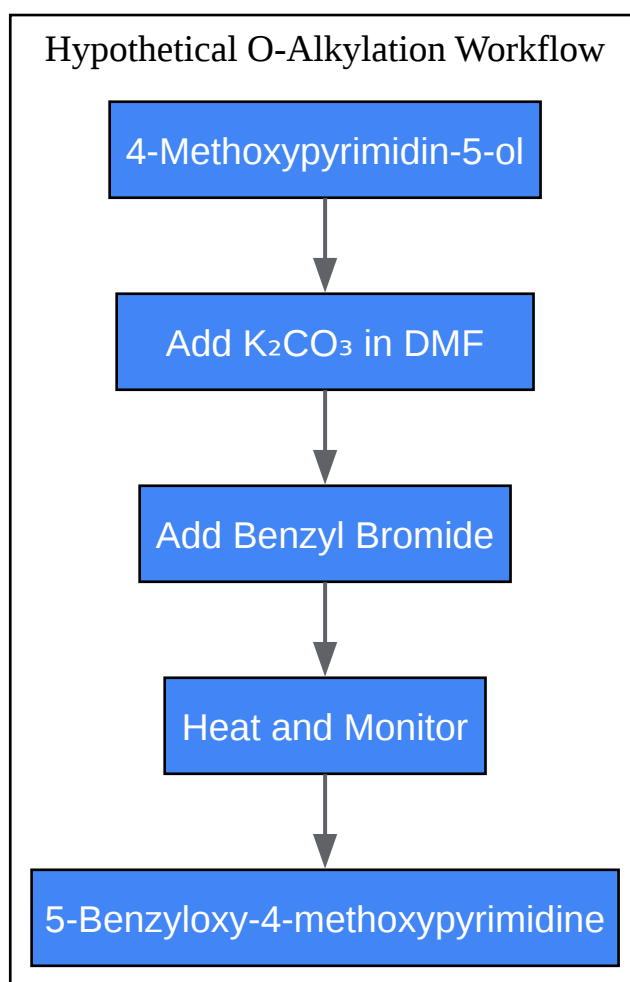 Hypothetical O-Alkylation Workflow
4-Methoxypyrimidin-5-ol
Add K₂CO₃ in DMF
Add Benzyl Bromide
Heat and Monitor
5-Benzyloxy-4-methoxypyrimidine